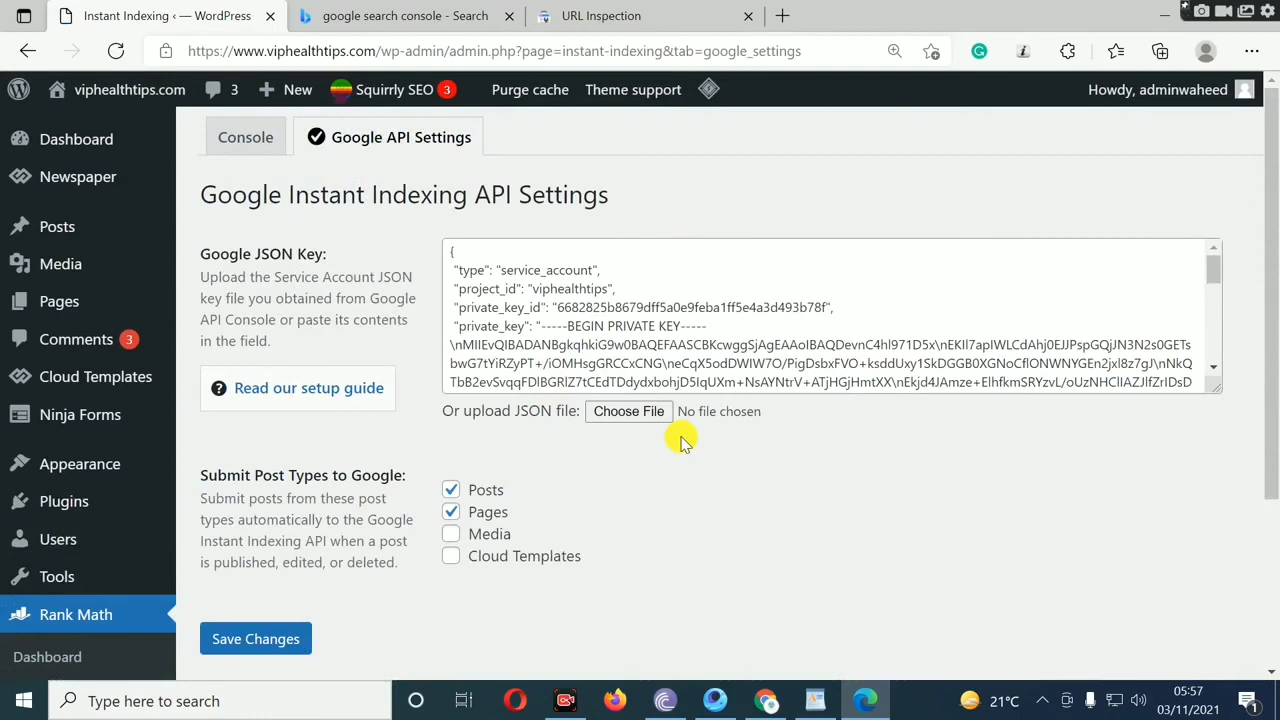 Instant Indexing ‹ — WordPress
google search console - Search
URL Inspection
https://www.viphealthtips.com/wp-admin/admin.php?page=instant-indexing&tab=google_settings
viphealthtips.com
3
New
Squirrly SEO
3
Purge cache
Theme support
Howdy, adminwaheed
Dashboard
Newspaper
Posts
Media
Pages
Comments
3
Cloud Templates
Ninja Forms
Appearance
Plugins
Users
Tools
Rank Math
Dashboard
Console
Google API Settings
Google Instant Indexing API Settings
Google JSON Key:
Upload the Service Account JSON
key file you obtained from Google
API Console or paste its contents
in the field.
Read our setup guide
{
"type": "service_account",
"project_id": "viphealthtips",
"private_key_id":
"private_key": "-----BEGIN PRIVATE KEY-----
Or upload JSON file:
Choose File
No file chosen
Submit Post Types to Google:
Submit posts from these post
types automatically to the Google
Instant Indexing API when a post
is published, edited, or deleted.
Posts
Pages
Media
Cloud Templates
Save Changes
Type here to search
21°C
05:57
03/11/2021
1